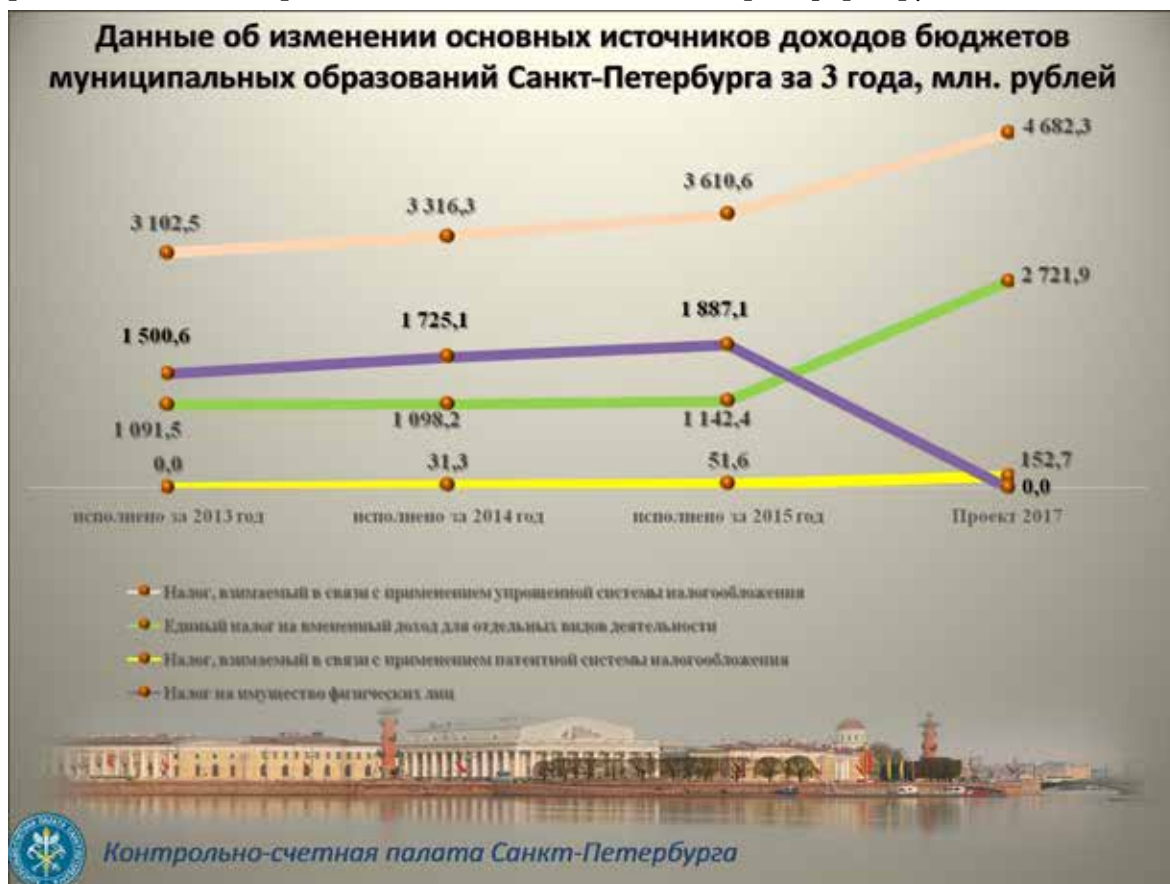 Данные об изменении основных источников доходов бюджетов
муниципальных образований Санкт-Петербурга за 3 года, млн. рублей
4 682,3
3 610,6
3 316,3
3 102,5
2 721,9
1 887,1
1 725,1
1 500,6
1 091,5
1 098,2
1 142,4
0,0
31,3
51,6
152,7
0,0
исполнено за 2013 год
исполнено за 2014 год
исполнено за 2015 год
Проект 2017
Налог, взимаемый в связи с применением упрощенной системы налогообложения
Единый налог на вмененный доход для отдельных видов деятельности
Налог, взимаемый в связи с применением патентной системы налогообложения
Налог на имущество физических лиц
Контрольно-счетная палата Санкт-Петербурга